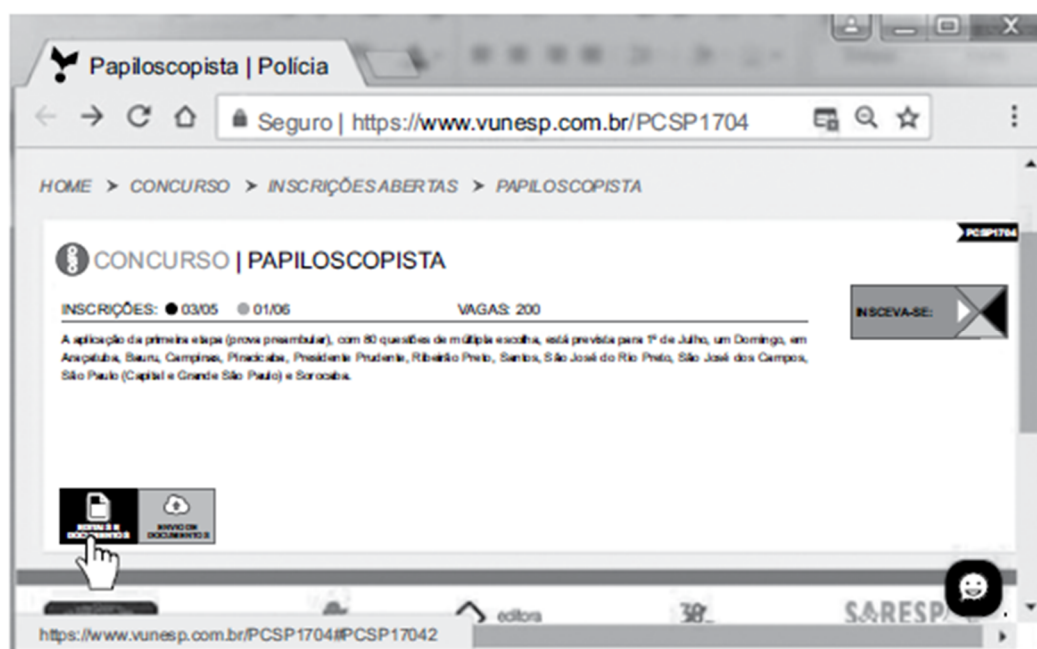 Papiloscopista | Polícia
Seguro | https://www.vunesp.com.br/PCSP1704
HOME > CONCURSO > INSCRIÇÕES ABERTAS > PAPILOSCOPISTA
PCSP1704
CONCURSO | PAPILOSCOPISTA
INSCRIÇÕES: 03/05 01/06 VAGAS: 200
INSCEVA-SE:
A aplicação da primeira etapa (prova preambular), com 80 questões de múltipla escolha, está prevista para 1º de Julho, um Domingo, em
Araçatuba, Bauru, Campinas, Piracicaba, Presidente Prudente, Ribeirão Preto, Santos, São José do Rio Preto, São José dos Campos,
São Paulo (Capital e Grande São Paulo) e Sorocaba.
ENVIO DE
DOCUMENTOS
editora
SARESP
https://www.vunesp.com.br/PCSP1704#PCSP17042